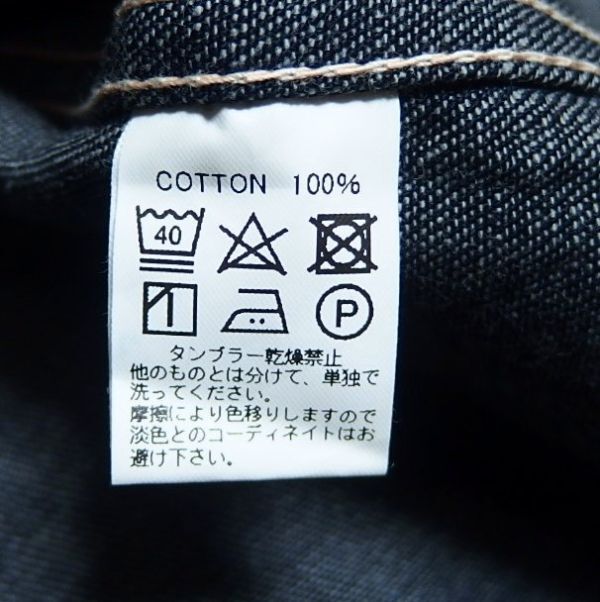 COTTON 100%
40
P
タンブラー乾燥禁止
他のものとは分けて、単独で
洗ってください。
摩擦により色移りしますので
淡色とのコーディネイトはお
避け下さい。